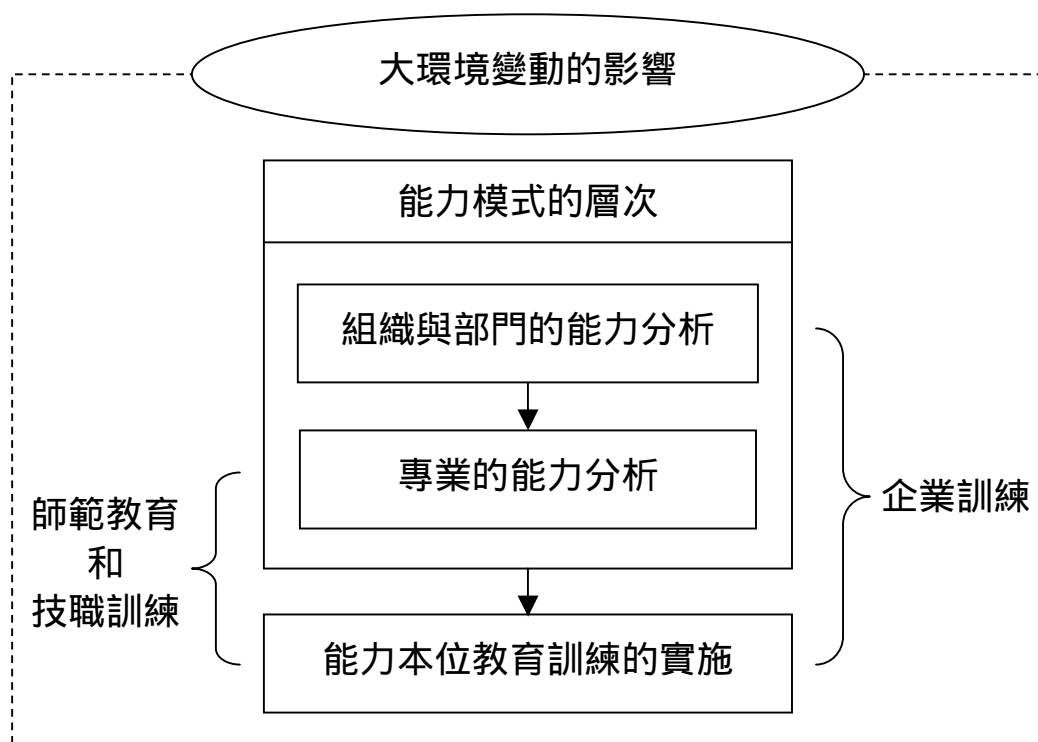 大環境變動的影響
能力模式的層次
組織與部門的能力分析
專業的能力分析
師範教育
和
技職訓練
企業訓練
能力本位教育訓練的實施